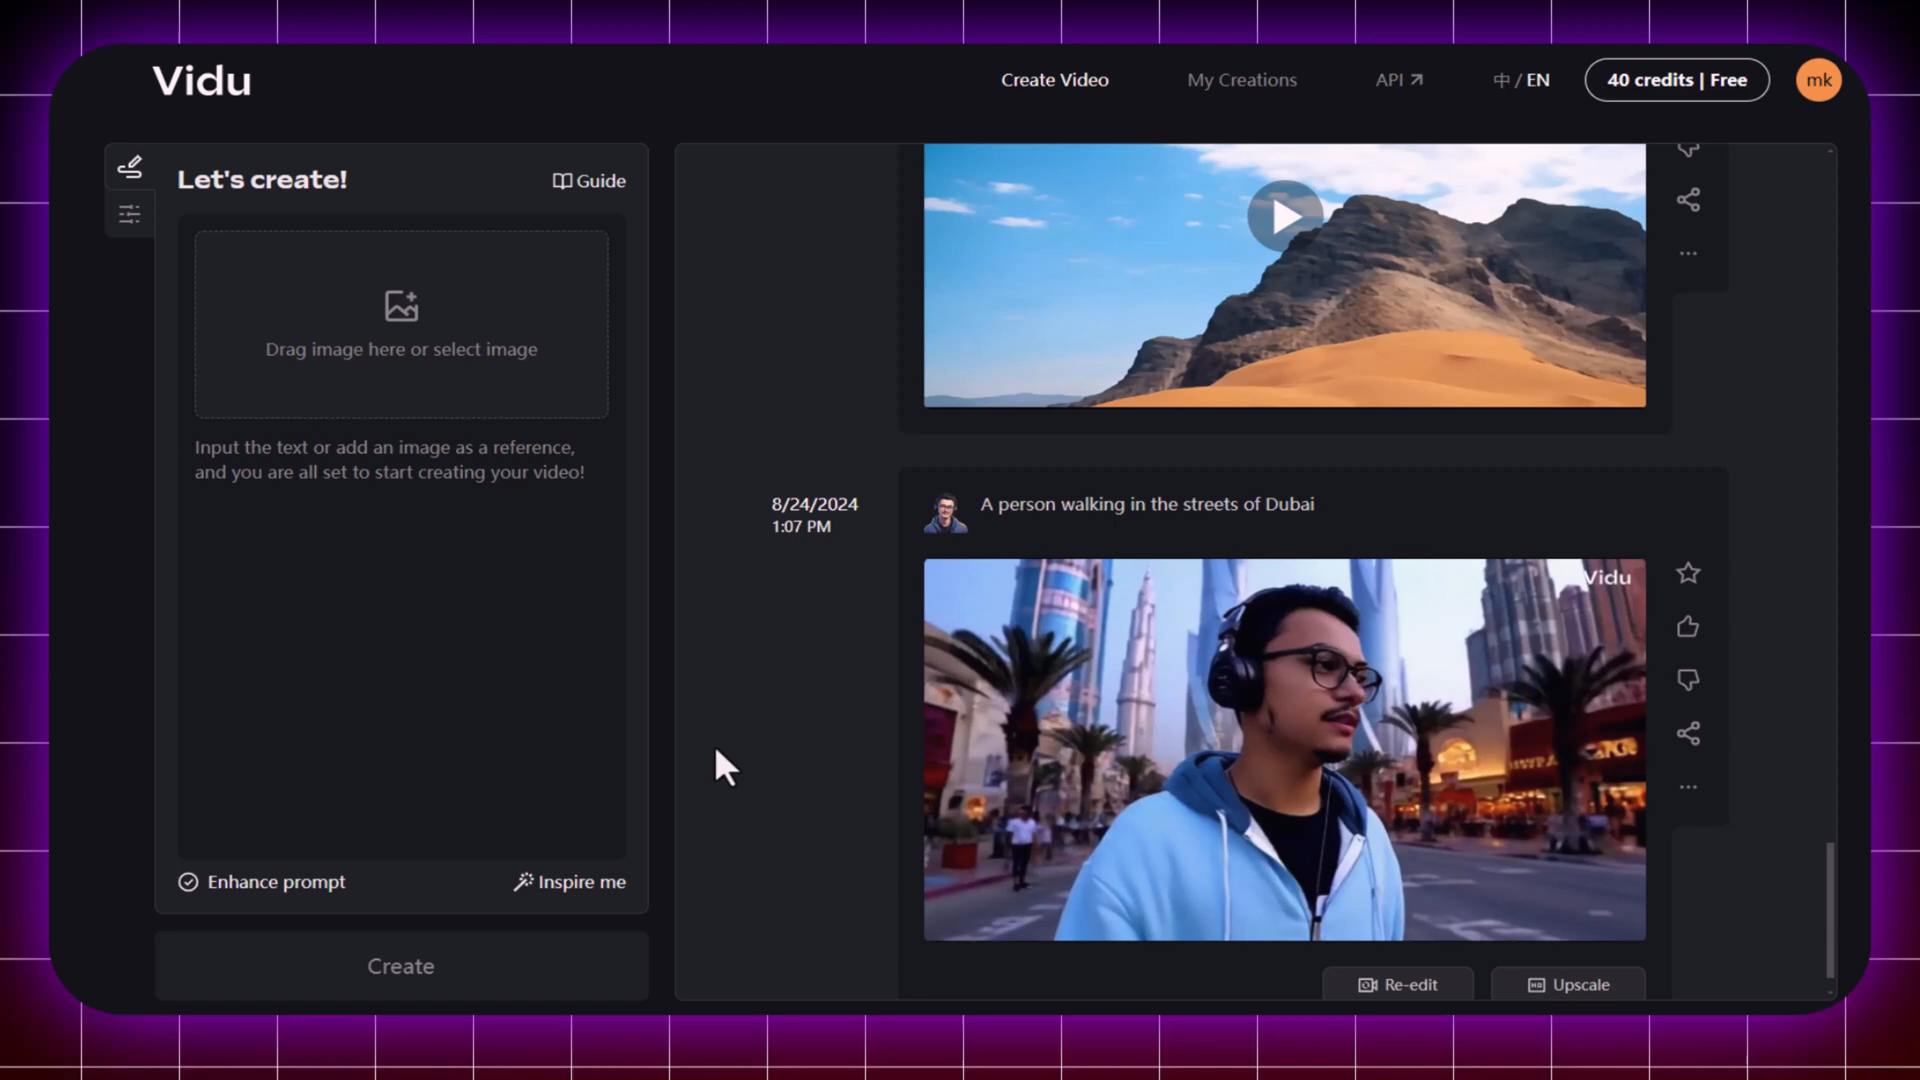 Vidu
Create Video
My Creations
API
中 / EN
40 credits | Free
mk
Let's create!
Guide
Drag image here or select image
Input the text or add an image as a reference,
and you are all set to start creating your video!
Enhance prompt
Inspire me
Create
8/24/2024
1:07 PM
A person walking in the streets of Dubai
Vidu
Re-edit
HD
Upscale